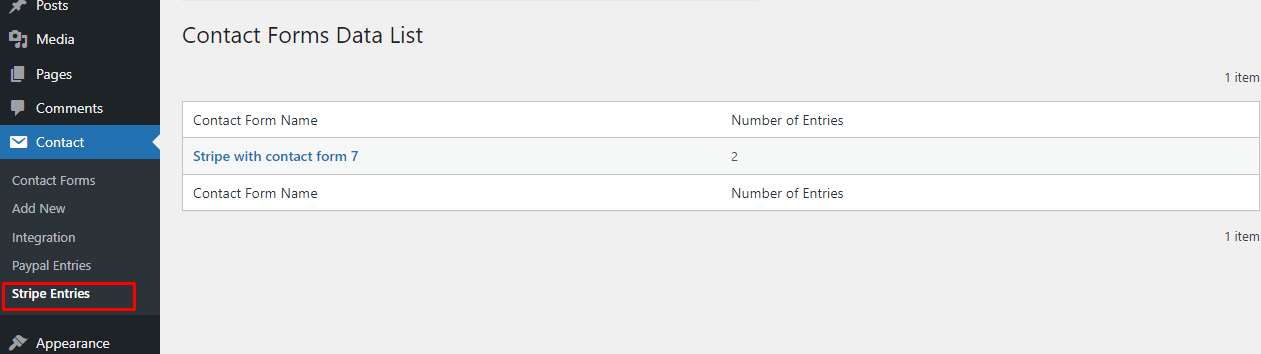 Posts
Media
Pages
Comments
Contact
Contact Forms
Add New
Integration
Paypal Entries
Stripe Entries
Appearance
Contact Forms Data List
1 item
Contact Form Name Number of Entries
Stripe with contact form 7 2
Contact Form Name Number of Entries
1 item